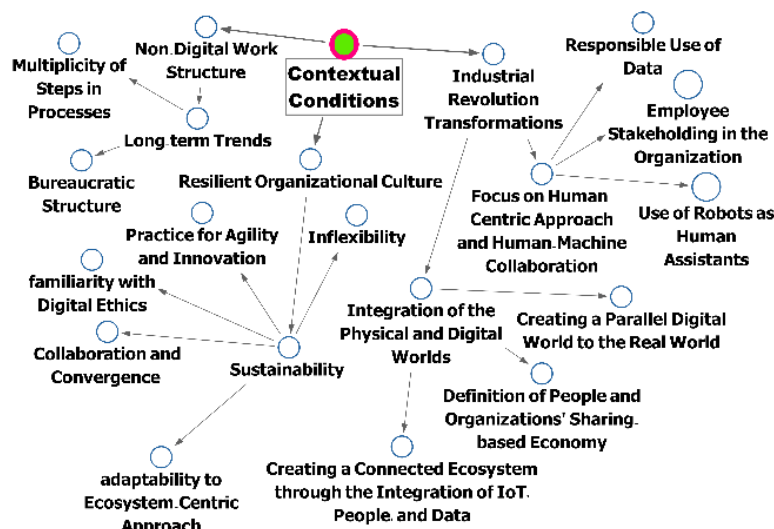 Non-Digital Work
Structure
Multiplicity of
Steps in
Processes
Long-term Trends
Bureaucratic
Structure
Contextual
Conditions
Industrial
Revolution
Transformations
Responsible Use of
Data
Employee
Stakeholding in the
Organization
Use of Robots as
Human
Assistants
Focus on Human
Centric Approach
and Human-Machine
Collaboration
Resilient Organizational Culture
Practice for Agility
and Innovation
Inflexibility
familiarity with
Digital Ethics
Collaboration and
Convergence
Sustainability
adaptability to
Ecosystem-Centric
Approach
Integration of the
Physical and Digital
Worlds
Creating a Parallel Digital
World to the Real World
Definition of People and
Organizations' Sharing-
based Economy
Creating a Connected Ecosystem
through the Integration of IoT,
People, and Data